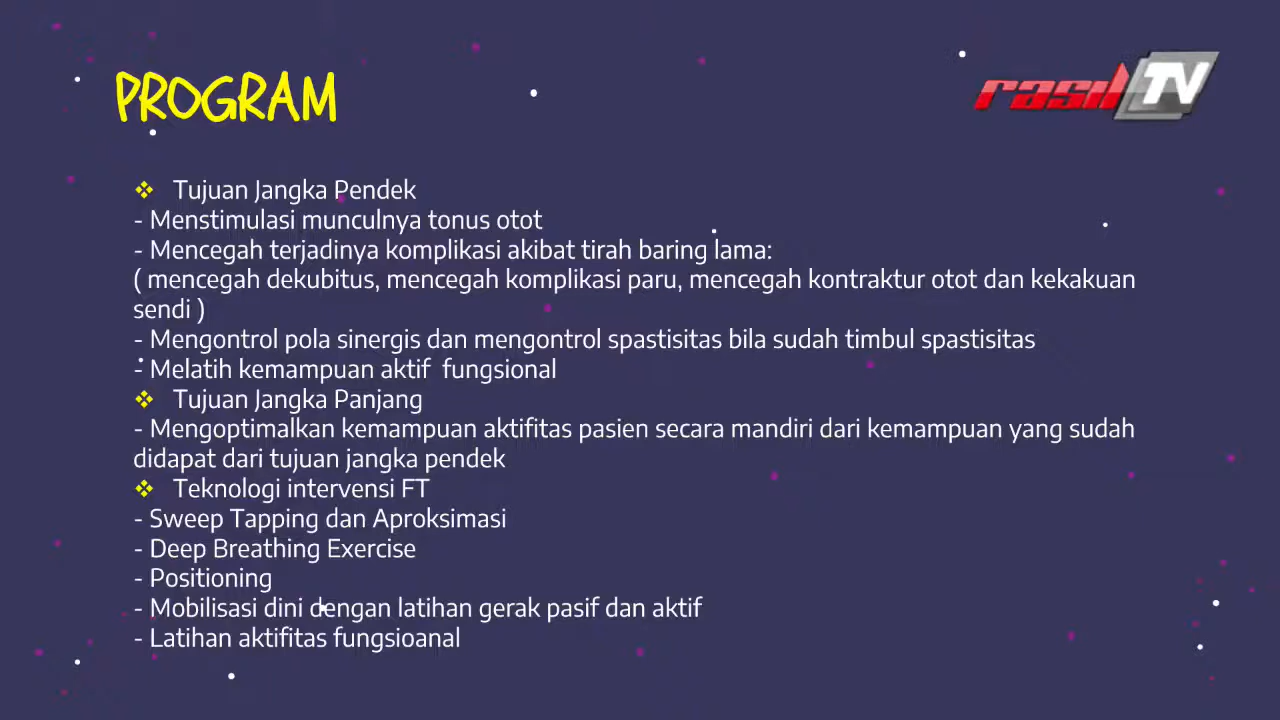 PROGRAM
rasil TV
❖ Tujuan Jangka Pendek
- Menstimulasi munculnya tonus otot
- Mencegah terjadinya komplikasi akibat tirah baring lama:
( mencegah dekubitus, mencegah komplikasi paru, mencegah kontraktur otot dan kekakuan
sendi )
- Mengontrol pola sinergis dan mengontrol spastisitas bila sudah timbul spastisitas
- Melatih kemampuan aktif  fungsional
❖ Tujuan Jangka Panjang
- Mengoptimalkan kemampuan aktifitas pasien secara mandiri dari kemampuan yang sudah
didapat dari tujuan jangka pendek
❖ Teknologi intervensi FT
- Sweep Tapping dan Aproksimasi
- Deep Breathing Exercise
- Positioning
- Mobilisasi dini dengan latihan gerak pasif dan aktif
- Latihan aktifitas fungsioanal